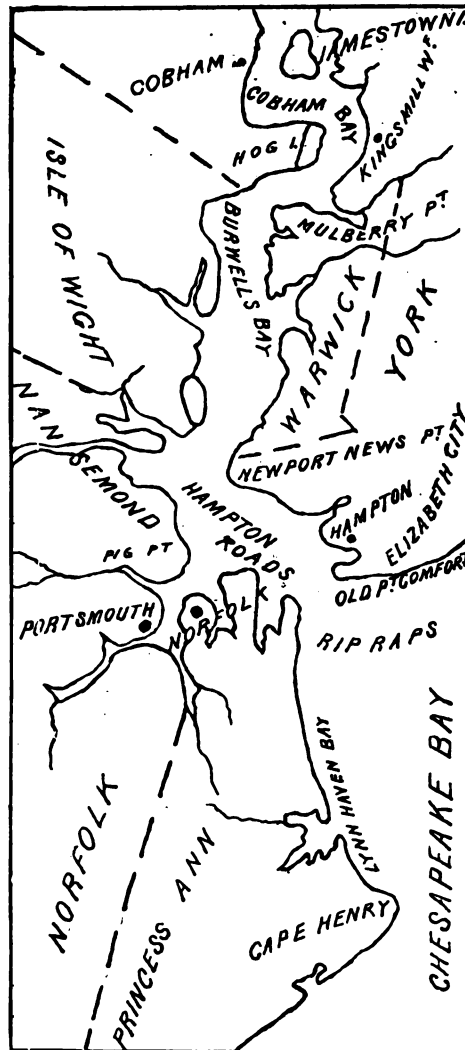 JAMESTOWN I.
COBHAM
COBHAM BAY
KINGSMILL Wf.
HOG I.
MULBERRY PT
ISLE OF WIGHT
BURWELLS BAY
WARWICK
YORK
NANSEMOND
NEWPORT NEWS PT
HAMPTON ROADS.
HAMPTON
ELIZABETH CITY
PIG PT
OLD PT COMFORT
PORTSMOUTH
NORFOLK
RIP RAPS
LYNN HAVEN BAY
CHESAPEAKE BAY
NORFOLK
PRINCESS ANN
CAPE HENRY